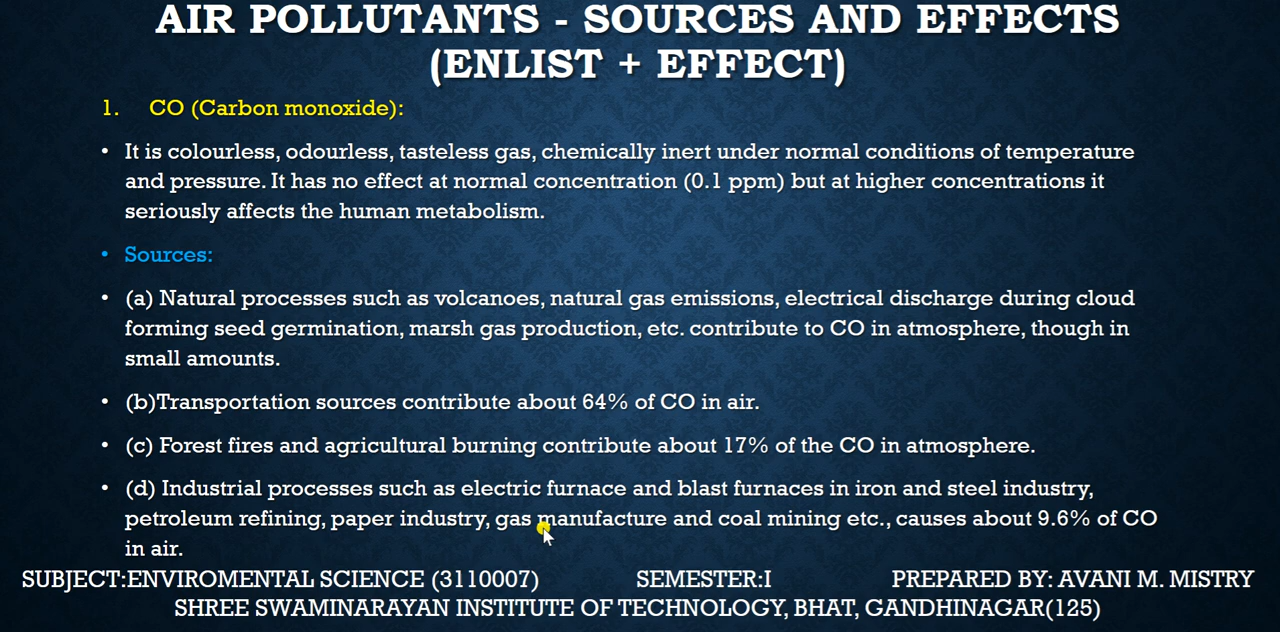 AIR POLLUTANTS - SOURCES AND EFFECTS
(ENLIST + EFFECT)
1. CO (Carbon monoxide):
• It is colourless, odourless, tasteless gas, chemically inert under normal conditions of temperature
and pressure. It has no effect at normal concentration (0.1 ppm) but at higher concentrations it
seriously affects the human metabolism.
• Sources:
• (a) Natural processes such as volcanoes, natural gas emissions, electrical discharge during cloud
forming seed germination, marsh gas production, etc. contribute to CO in atmosphere, though in
small amounts.
• (b)Transportation sources contribute about 64% of CO in air.
• (c) Forest fires and agricultural burning contribute about 17% of the CO in atmosphere.
• (d) Industrial processes such as electric furnace and blast furnaces in iron and steel industry,
petroleum refining, paper industry, gas manufacture and coal mining etc., causes about 9.6% of CO
in air.
SUBJECT:ENVIROMENTAL SCIENCE (3110007) SEMESTER:I PREPARED BY: AVANI M. MISTRY
SHREE SWAMINARAYAN INSTITUTE OF TECHNOLOGY, BHAT, GANDHINAGAR(125)